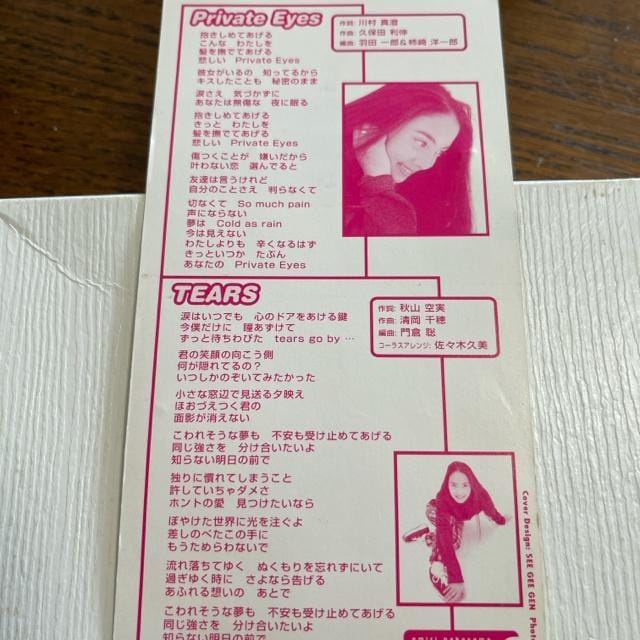 Private Eyes
作詞: 川村 真澄
作曲: 久保田 利伸
編曲: 羽田 一郎＆柿崎 洋一郎
抱きしめてあげる
こんな わたしを
髪を撫でてあげる
悲しい Private Eyes
彼女がいるの 知ってるから
キスしたことも 秘密のまま
涙さえ 気づかずに
あなたは無傷な 夜に眠る
抱きしめてあげる
きっと わたしを
髪を撫でてあげる
悲しい Private Eyes
傷つくことが 嫌いだから
叶わない恋 選んでると
友達は言うけれど
自分のことさえ 判らなくて
切なくて So much pain
声にならない
夢は Cold as rain
今は見えない
わたしよりも 辛くなるはず
きっといつか たぶん
あなたの Private Eyes
TEARS
作詞: 秋山 空実
作曲: 清岡 千穂
編曲: 門倉 聡
コーラスアレンジ: 佐々木久美
涙はいつでも 心のドアをあける鍵
今僕だけに 瞳あずけて
ずっと待ちわびた tears go by …
君の笑顔の向こう側
何が隠れてるの?
いつしかのぞいてみたかった
小さな窓辺で見送る夕映え
ほおづえつく君の
面影が消えない
こわれそうな夢も 不安も受け止めてあげる
同じ強さを 分け合いたいよ
知らない明日の前で
独りに慣れてしまうこと
許していちゃダメさ
ホントの愛 見つけたいなら
ぼやけた世界に光を注ぐよ
差しのべたこの手に
もうためらわないで
流れ落ちてゆく ぬくもりを忘れずにいて
過ぎゆく時に さよなら告げる
あふれる想いの あとで
こわれそうな夢も 不安も受け止めてあげる
同じ強さを 分け合いたいよ
知らない明日の前で
Cover Design: SEE GEE GEN Phot